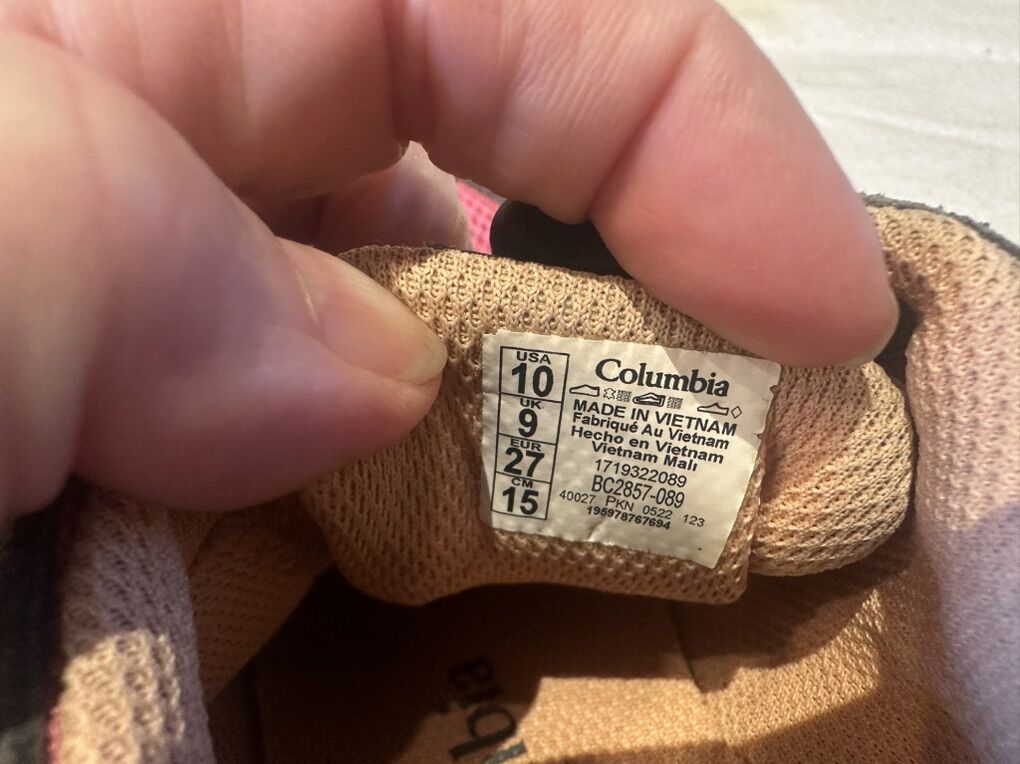 USA
10
UK
9
EUR
27
CM
15
Columbia
MADE IN VIETNAM
Fabriqué Au Vietnam
Hecho en Vietnam
Vietnam Malı
1719322089
BC2857-089
40027 PKN 0522 123
195978767694